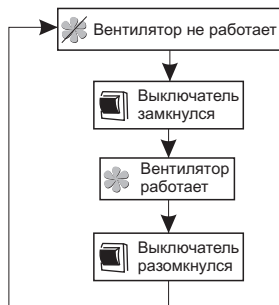 Вентилятор не работает
Выключатель
замкнулся
Вентилятор
работает
Выключатель
разомкнулся